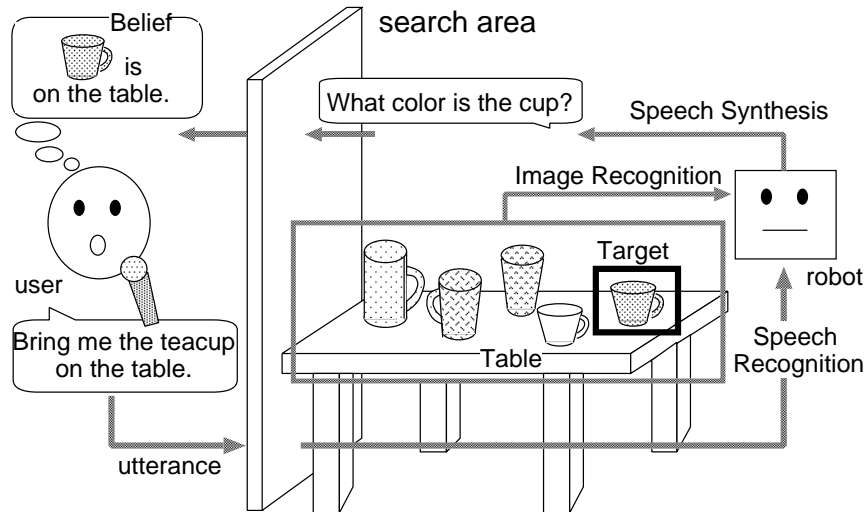 Belief
is
on the table.
search area
What color is the cup?
Speech Synthesis
Image Recognition
Target
user
robot
Bring me the teacup
on the table.
Table
Speech
Recognition
utterance